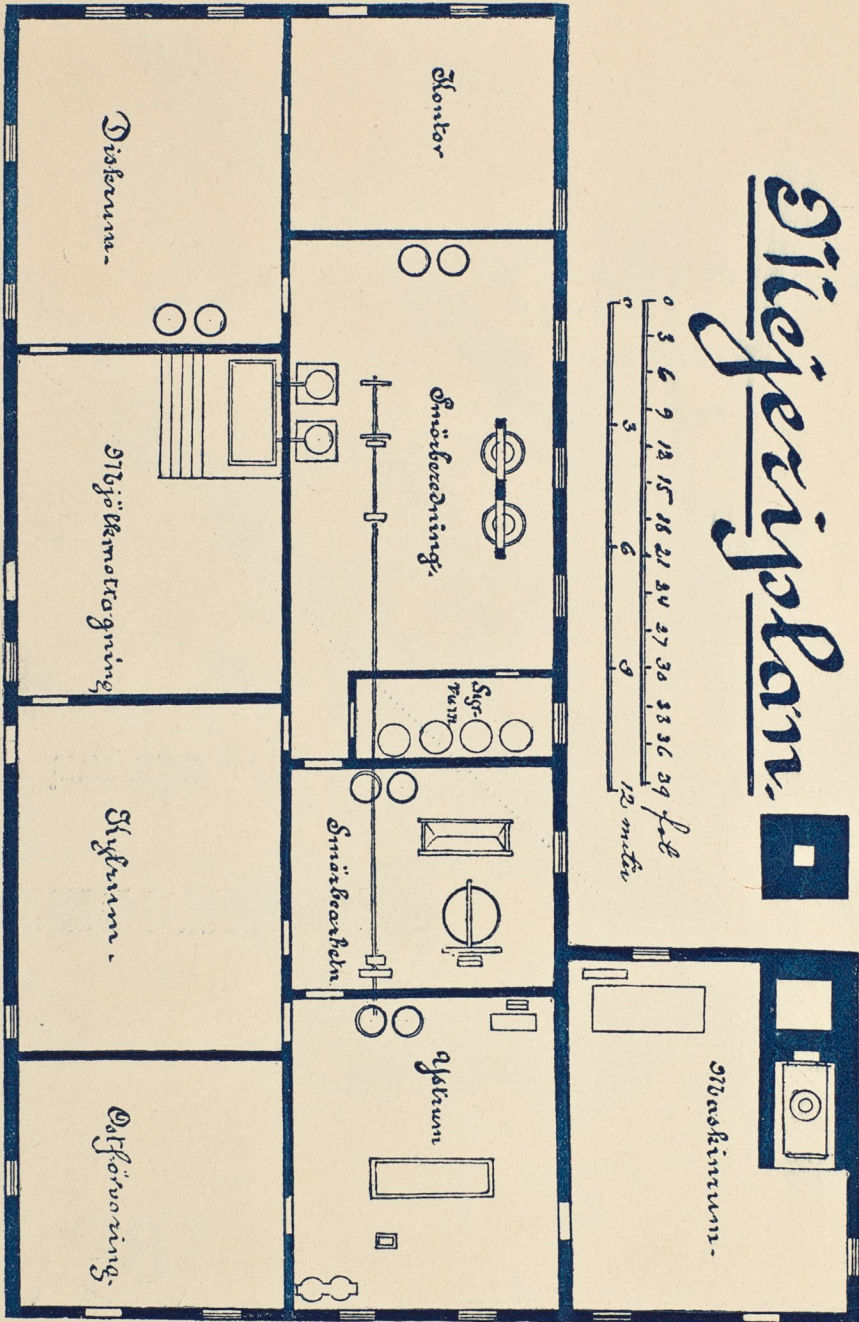 Mejeriplan.
0 3 6 9 12 15 18 21 24 27 30 33 36 39 fot
0 3 6 9 12 meter
Maskinrum.
Kontor
Smörberedning.
Syr-
rum
Smörbearbetn.
Ystrum
Diskrum.
Mjölkmottagning
Kylrum.
Ostförvaring.